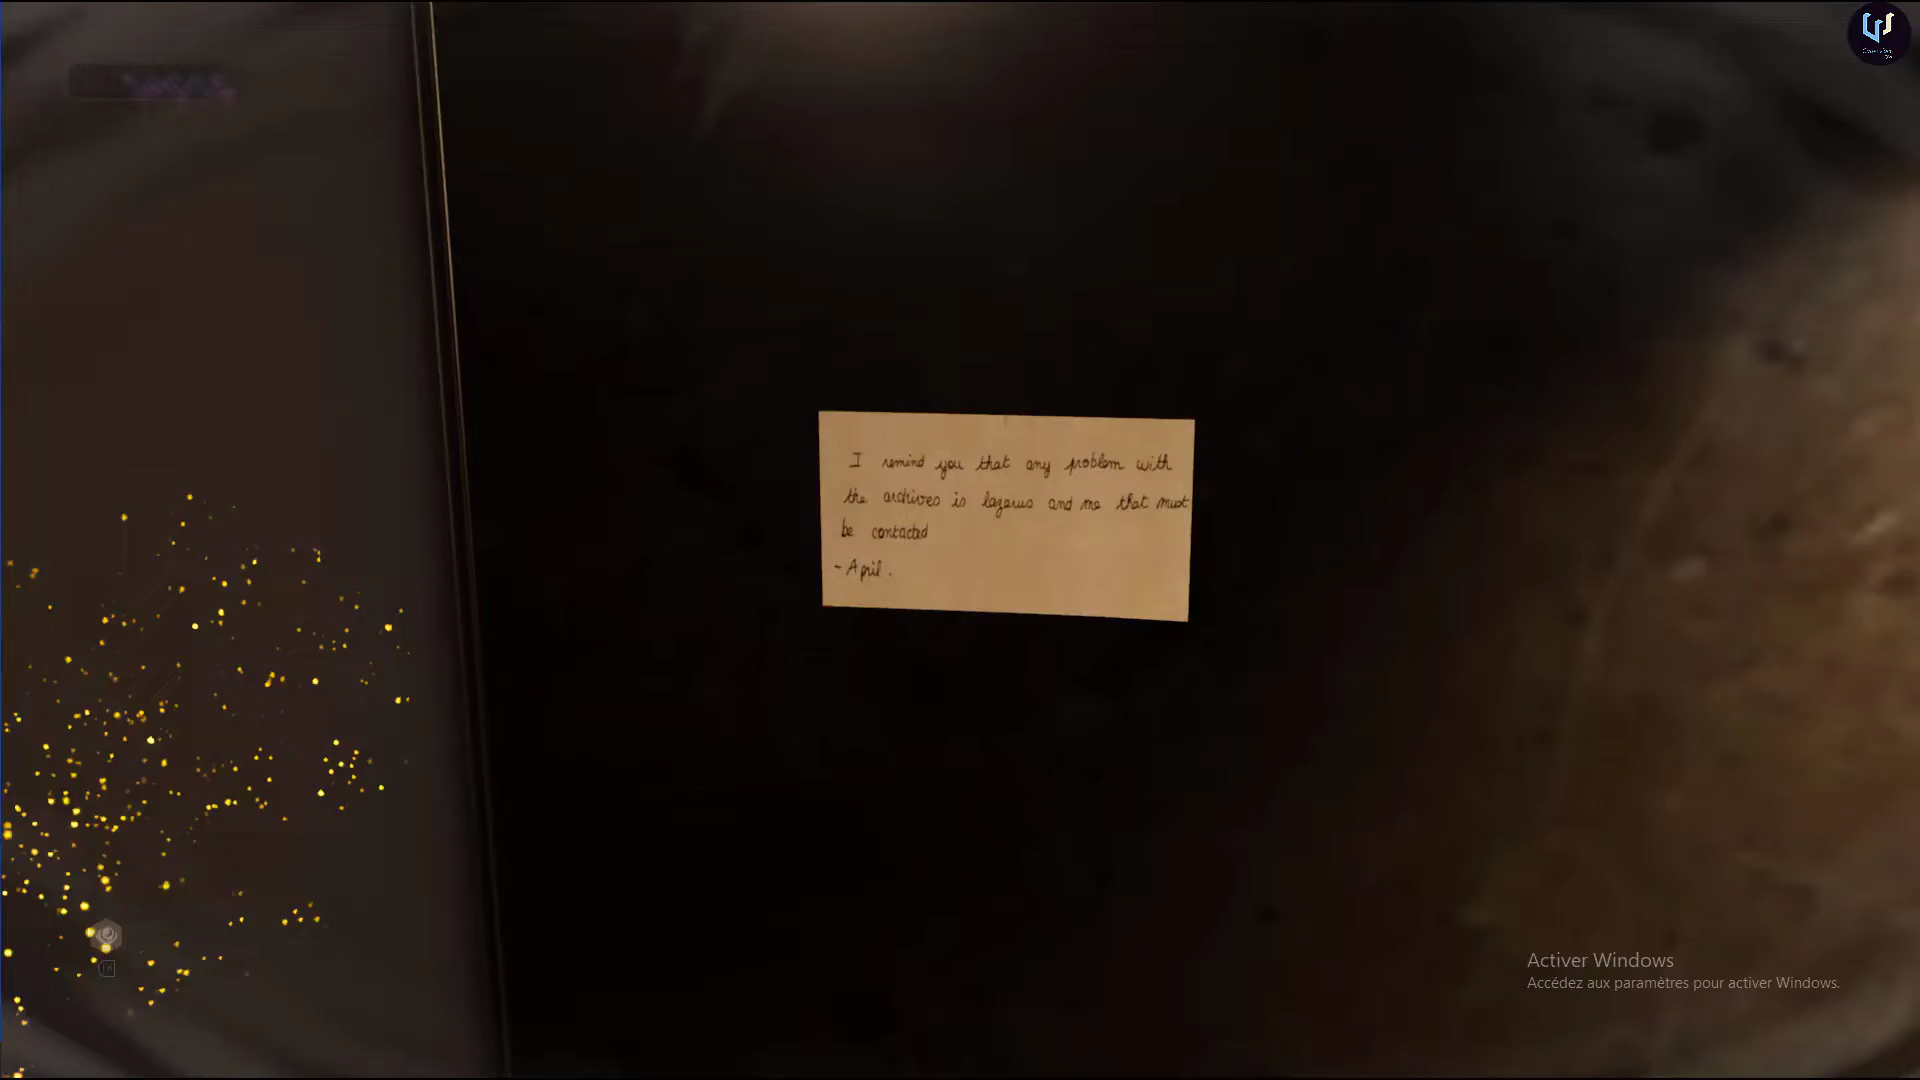 I remind you that any problem with
the archives is lazarus and me that must
be contacted
- April.
Activer Windows
Accédez aux paramètres pour activer Windows.